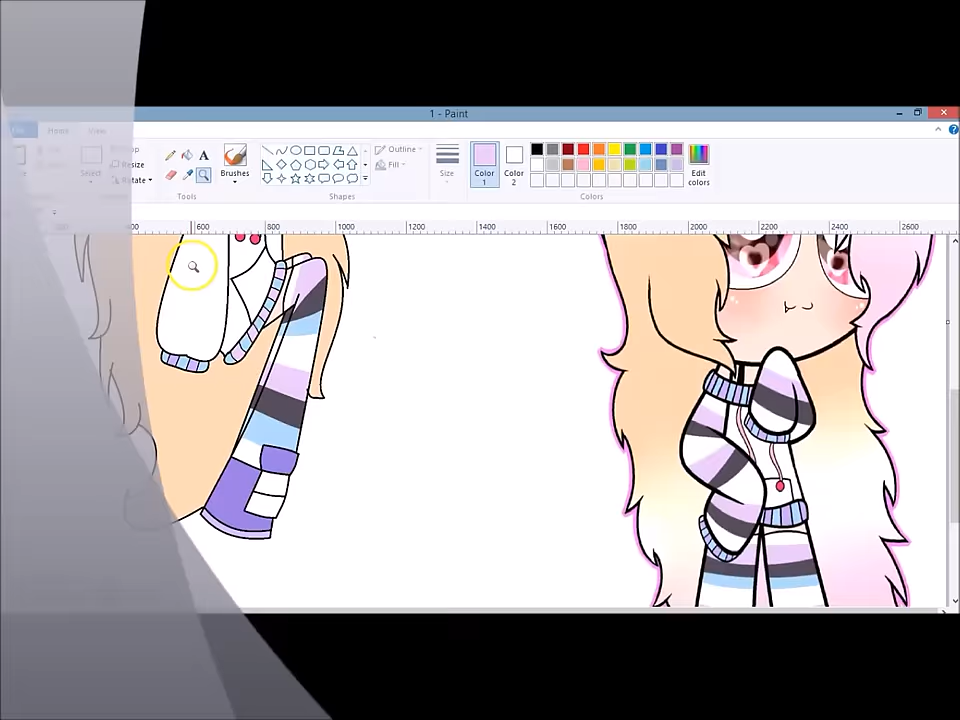 1 - Paint
File Home View
Select
Resize
Rotate
A
Brushes
Outline
Fill
Size
Color
1
Color
2
Edit
colors
Tools
Shapes
Colors
600 800 1000 1200 1400 1600 1800 2000 2200 2400 2600